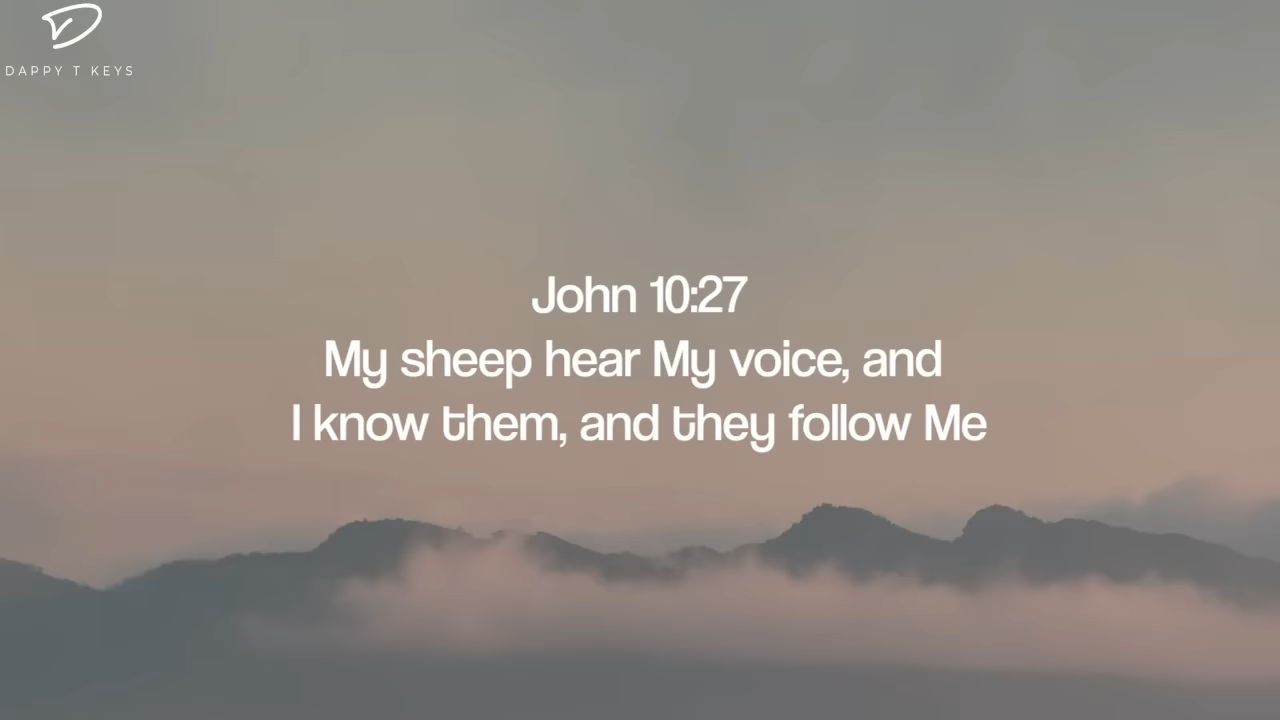 DAPPY T KEYS
John 10:27
My sheep hear My voice, and
I know them, and they follow Me